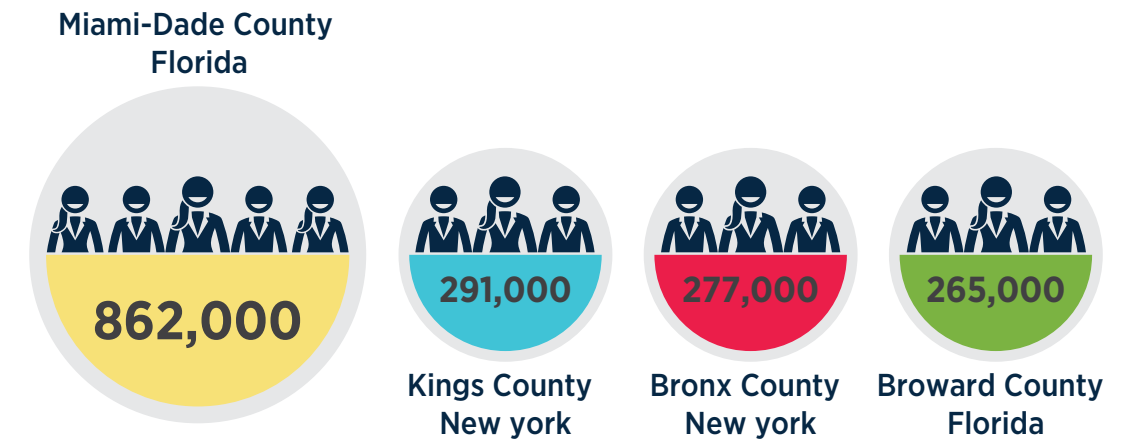 Miami-Dade County
Florida
862,000
291,000
Kings County
New york
277,000
Bronx County
New york
265,000
Broward County
Florida